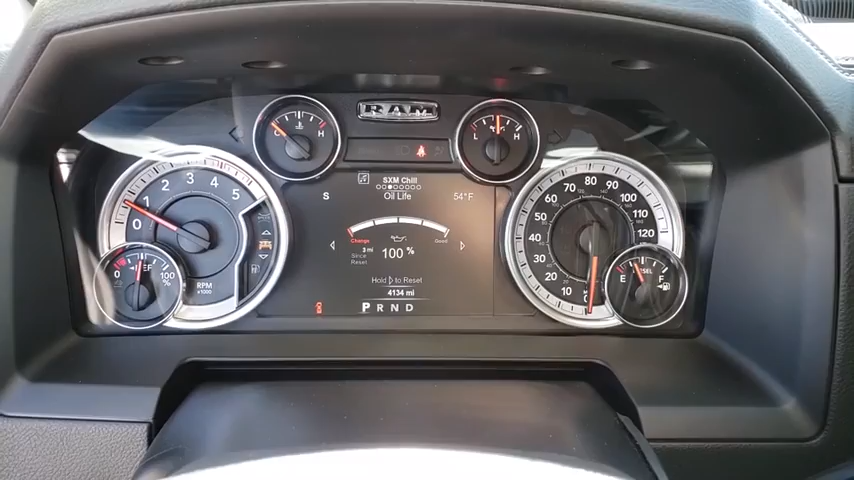 RAM
C H
L H
SXM Chill
S Oil Life 54°F
Change Good
3 mi
Since
Reset
100%
Hold to Reset
4134 mi
P R N D
0 1 2 3 4 5
RPM
x1000
DEF
0 100
10 20 30 40 50 60 70 80 90 100 110 120
DIESEL
E F